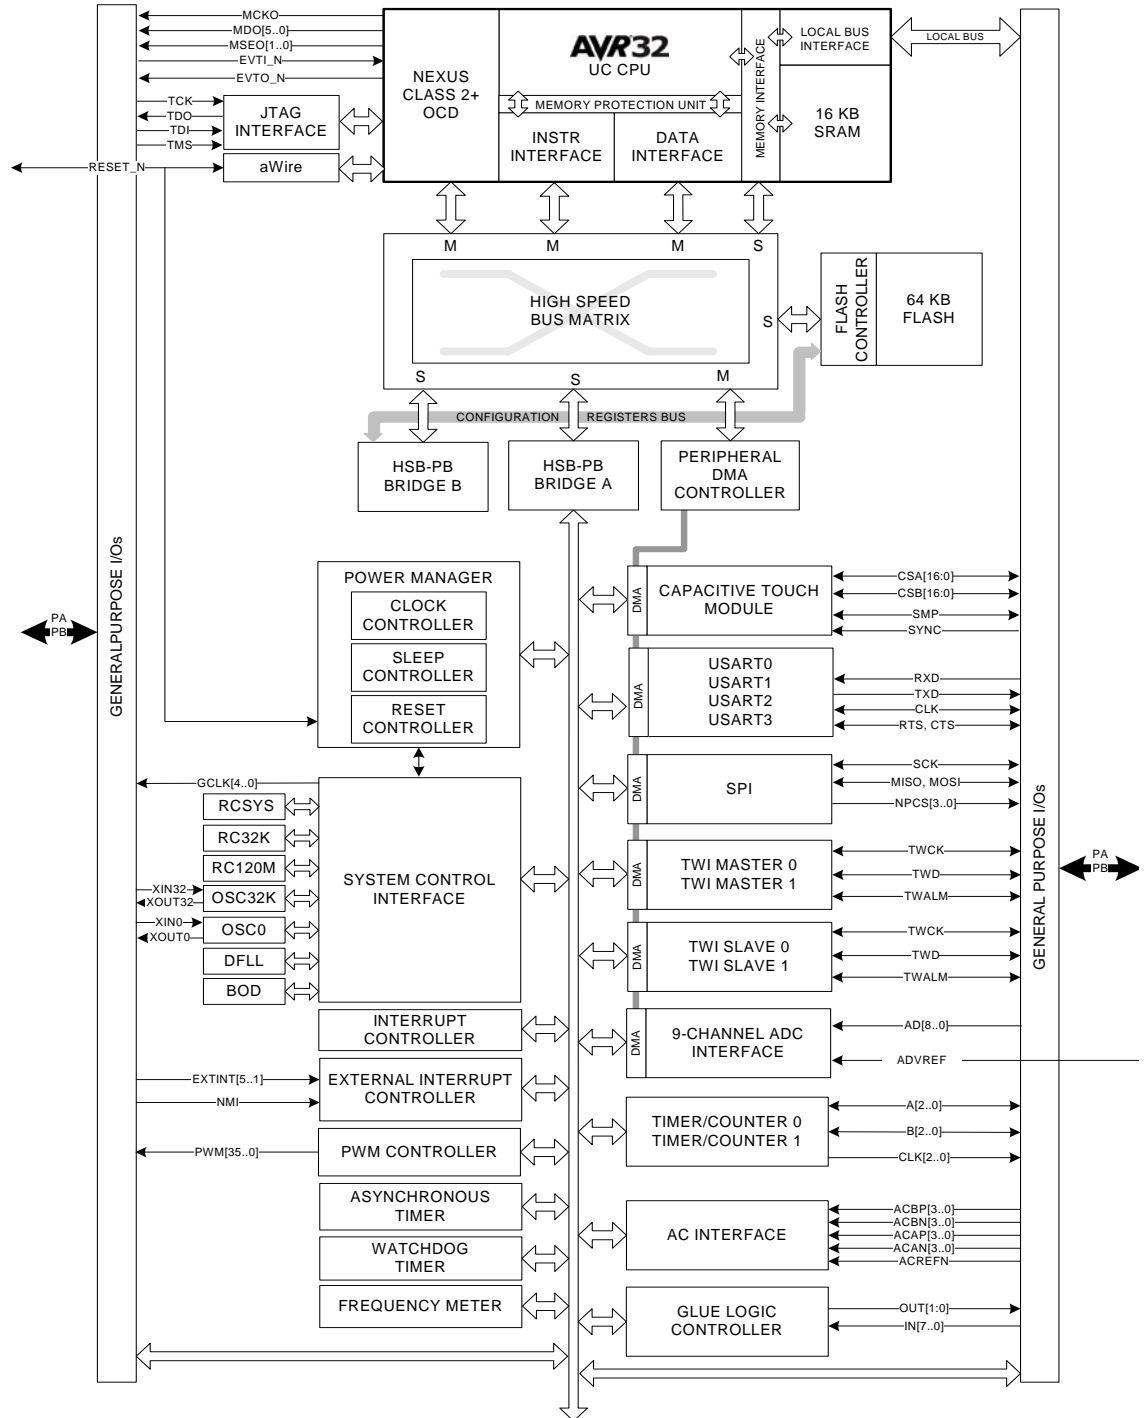 MCKO
MDO[5..0]
MSEO[1..0]
EVTI_N
EVTO_N
TCK
TDO
TDI
TMS
RESET_N
JTAG
INTERFACE
aWire
NEXUS
CLASS 2+
OCD
AVR32
UC CPU
MEMORY PROTECTION UNIT
INSTR
INTERFACE
DATA
INTERFACE
MEMORY INTERFACE
LOCAL BUS
INTERFACE
16 KB
SRAM
LOCAL BUS
M
M
M
S
HIGH SPEED
BUS MATRIX
S
S
S
M
FLASH
CONTROLLER
64 KB
FLASH
CONFIGURATION
REGISTERS BUS
HSB-PB
BRIDGE B
HSB-PB
BRIDGE A
PERIPHERAL
DMA
CONTROLLER
GENERALPURPOSE I/Os
PA
PB
POWER MANAGER
CLOCK
CONTROLLER
SLEEP
CONTROLLER
RESET
CONTROLLER
GCLK[4..0]
RCSYS
RC32K
RC120M
XIN32
XOUT32
OSC32K
XIN0
XOUT0
OSC0
DFLL
BOD
SYSTEM CONTROL
INTERFACE
INTERRUPT
CONTROLLER
EXTINT[5..1]
NMI
EXTERNAL INTERRUPT
CONTROLLER
PWM[35..0]
PWM CONTROLLER
ASYNCHRONOUS
TIMER
WATCHDOG
TIMER
FREQUENCY METER
DMA
CAPACITIVE TOUCH
MODULE
CSA[16:0]
CSB[16:0]
SMP
SYNC
DMA
USART0
USART1
USART2
USART3
RXD
TXD
CLK
RTS, CTS
DMA
SPI
SCK
MISO, MOSI
NPCS[3..0]
DMA
TWI MASTER 0
TWI MASTER 1
TWCK
TWD
TWALM
DMA
TWI SLAVE 0
TWI SLAVE 1
TWCK
TWD
TWALM
DMA
9-CHANNEL ADC
INTERFACE
AD[8..0]
ADVREF
TIMER/COUNTER 0
TIMER/COUNTER 1
A[2..0]
B[2..0]
CLK[2..0]
AC INTERFACE
ACBP[3..0]
ACBN[3..0]
ACAP[3..0]
ACAN[3..0]
ACREFN
GLUE LOGIC
CONTROLLER
OUT[1:0]
IN[7..0]
GENERAL PURPOSE I/Os
PA
PB